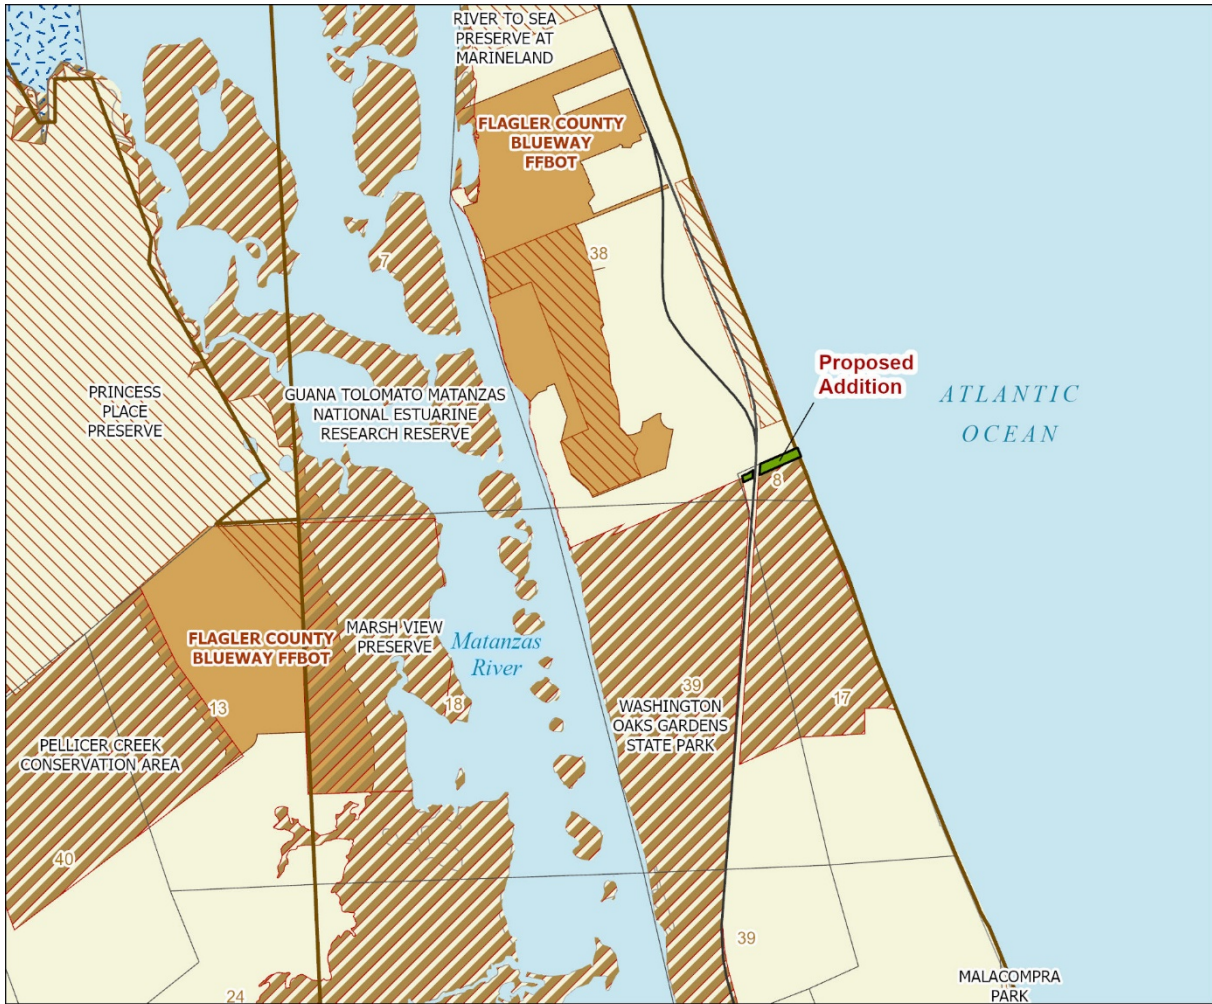 RIVER TO SEA
PRESERVE AT
MARINELAND
FLAGLER COUNTY
BLUEWAY
FFBOT
38
7
Proposed
Addition
ATLANTIC
OCEAN
PRINCESS
PLACE
PRESERVE
GUANA TOLOMATO MATANZAS
NATIONAL ESTUARINE
RESEARCH RESERVE
8
FLAGLER COUNTY
BLUEWAY FFBOT
MARSH VIEW
PRESERVE
Matanzas
River
39
WASHINGTON
OAKS GARDENS
STATE PARK
17
13
18
PELLICER CREEK
CONSERVATION AREA
40
39
24
MALACOMPRA
PARK